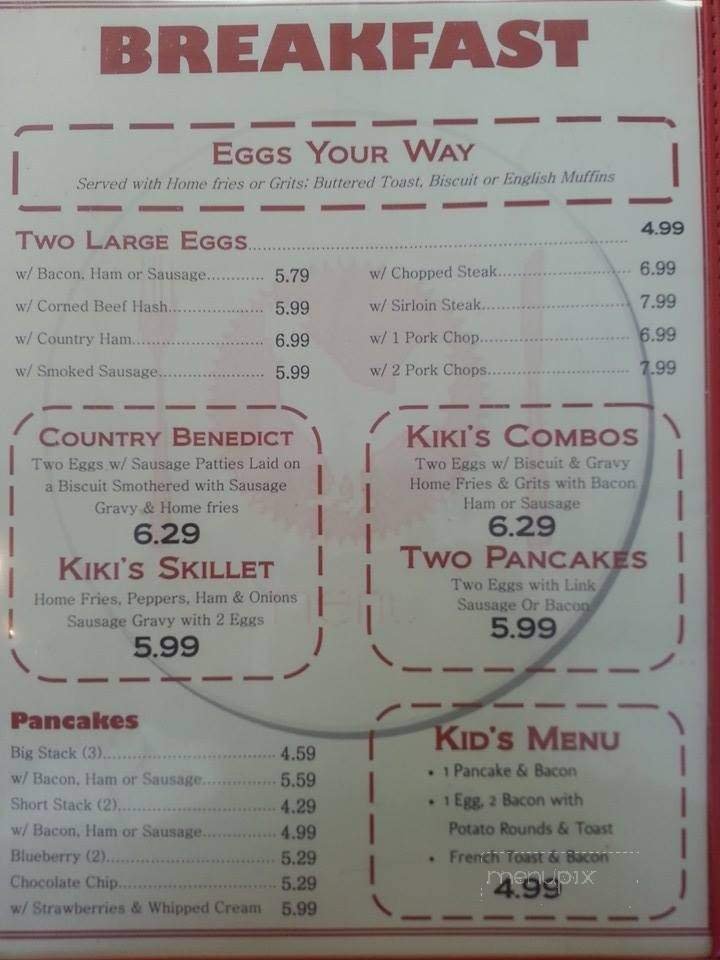 BREAKFAST
EGGS YOUR WAY
Served with Home fries or Grits; Buttered Toast, Biscuit or English Muffins
TWO LARGE EGGS 4.99
w/ Bacon, Ham or Sausage 5.79
w/ Corned Beef Hash 5.99
w/ Country Ham 6.99
w/ Smoked Sausage 5.99
w/ Chopped Steak 6.99
w/ Sirloin Steak 7.99
w/ 1 Pork Chop 6.99
w/ 2 Pork Chops 7.99
COUNTRY BENEDICT
Two Eggs w/ Sausage Patties Laid on
a Biscuit Smothered with Sausage
Gravy & Home fries
6.29
KIKI'S SKILLET
Home Fries, Peppers, Ham & Onions
Sausage Gravy with 2 Eggs
5.99
KIKI'S COMBOS
Two Eggs w/ Biscuit & Gravy
Home Fries & Grits with Bacon
Ham or Sausage
6.29
TWO PANCAKES
Two Eggs with Link
Sausage Or Bacon
5.99
Pancakes
Big Stack (3) 4.59
w/ Bacon, Ham or Sausage 5.59
Short Stack (2) 4.29
w/ Bacon, Ham or Sausage 4.99
Blueberry (2) 5.29
Chocolate Chip 5.29
w/ Strawberries & Whipped Cream 5.99
KID'S MENU
• 1 Pancake & Bacon
• 1 Egg, 2 Bacon with
Potato Rounds & Toast
• French Toast & Bacon
menupix
4.99